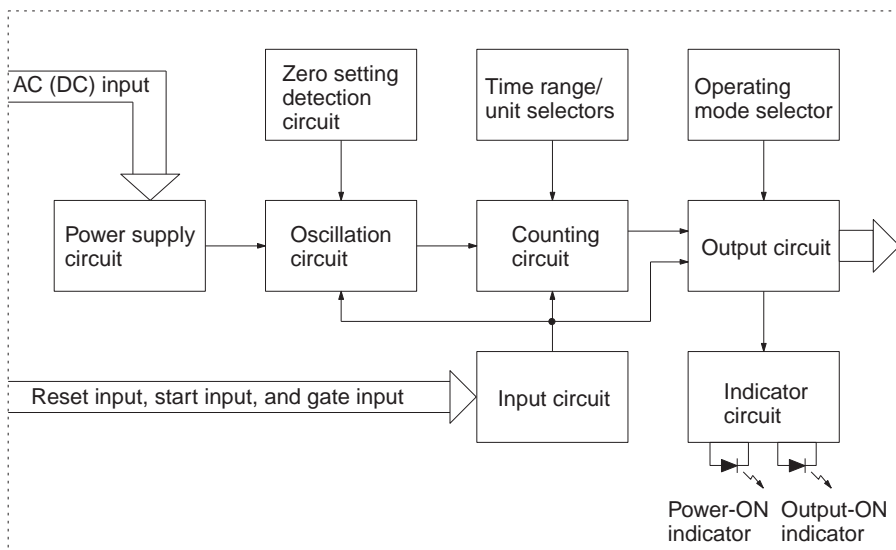 AC (DC) input
Zero setting
detection
circuit
Time range/
unit selectors
Operating
mode selector
Power supply
circuit
Oscillation
circuit
Counting
circuit
Output circuit
Reset input, start input, and gate input
Input circuit
Indicator
circuit
Power-ON
indicator
Output-ON
indicator